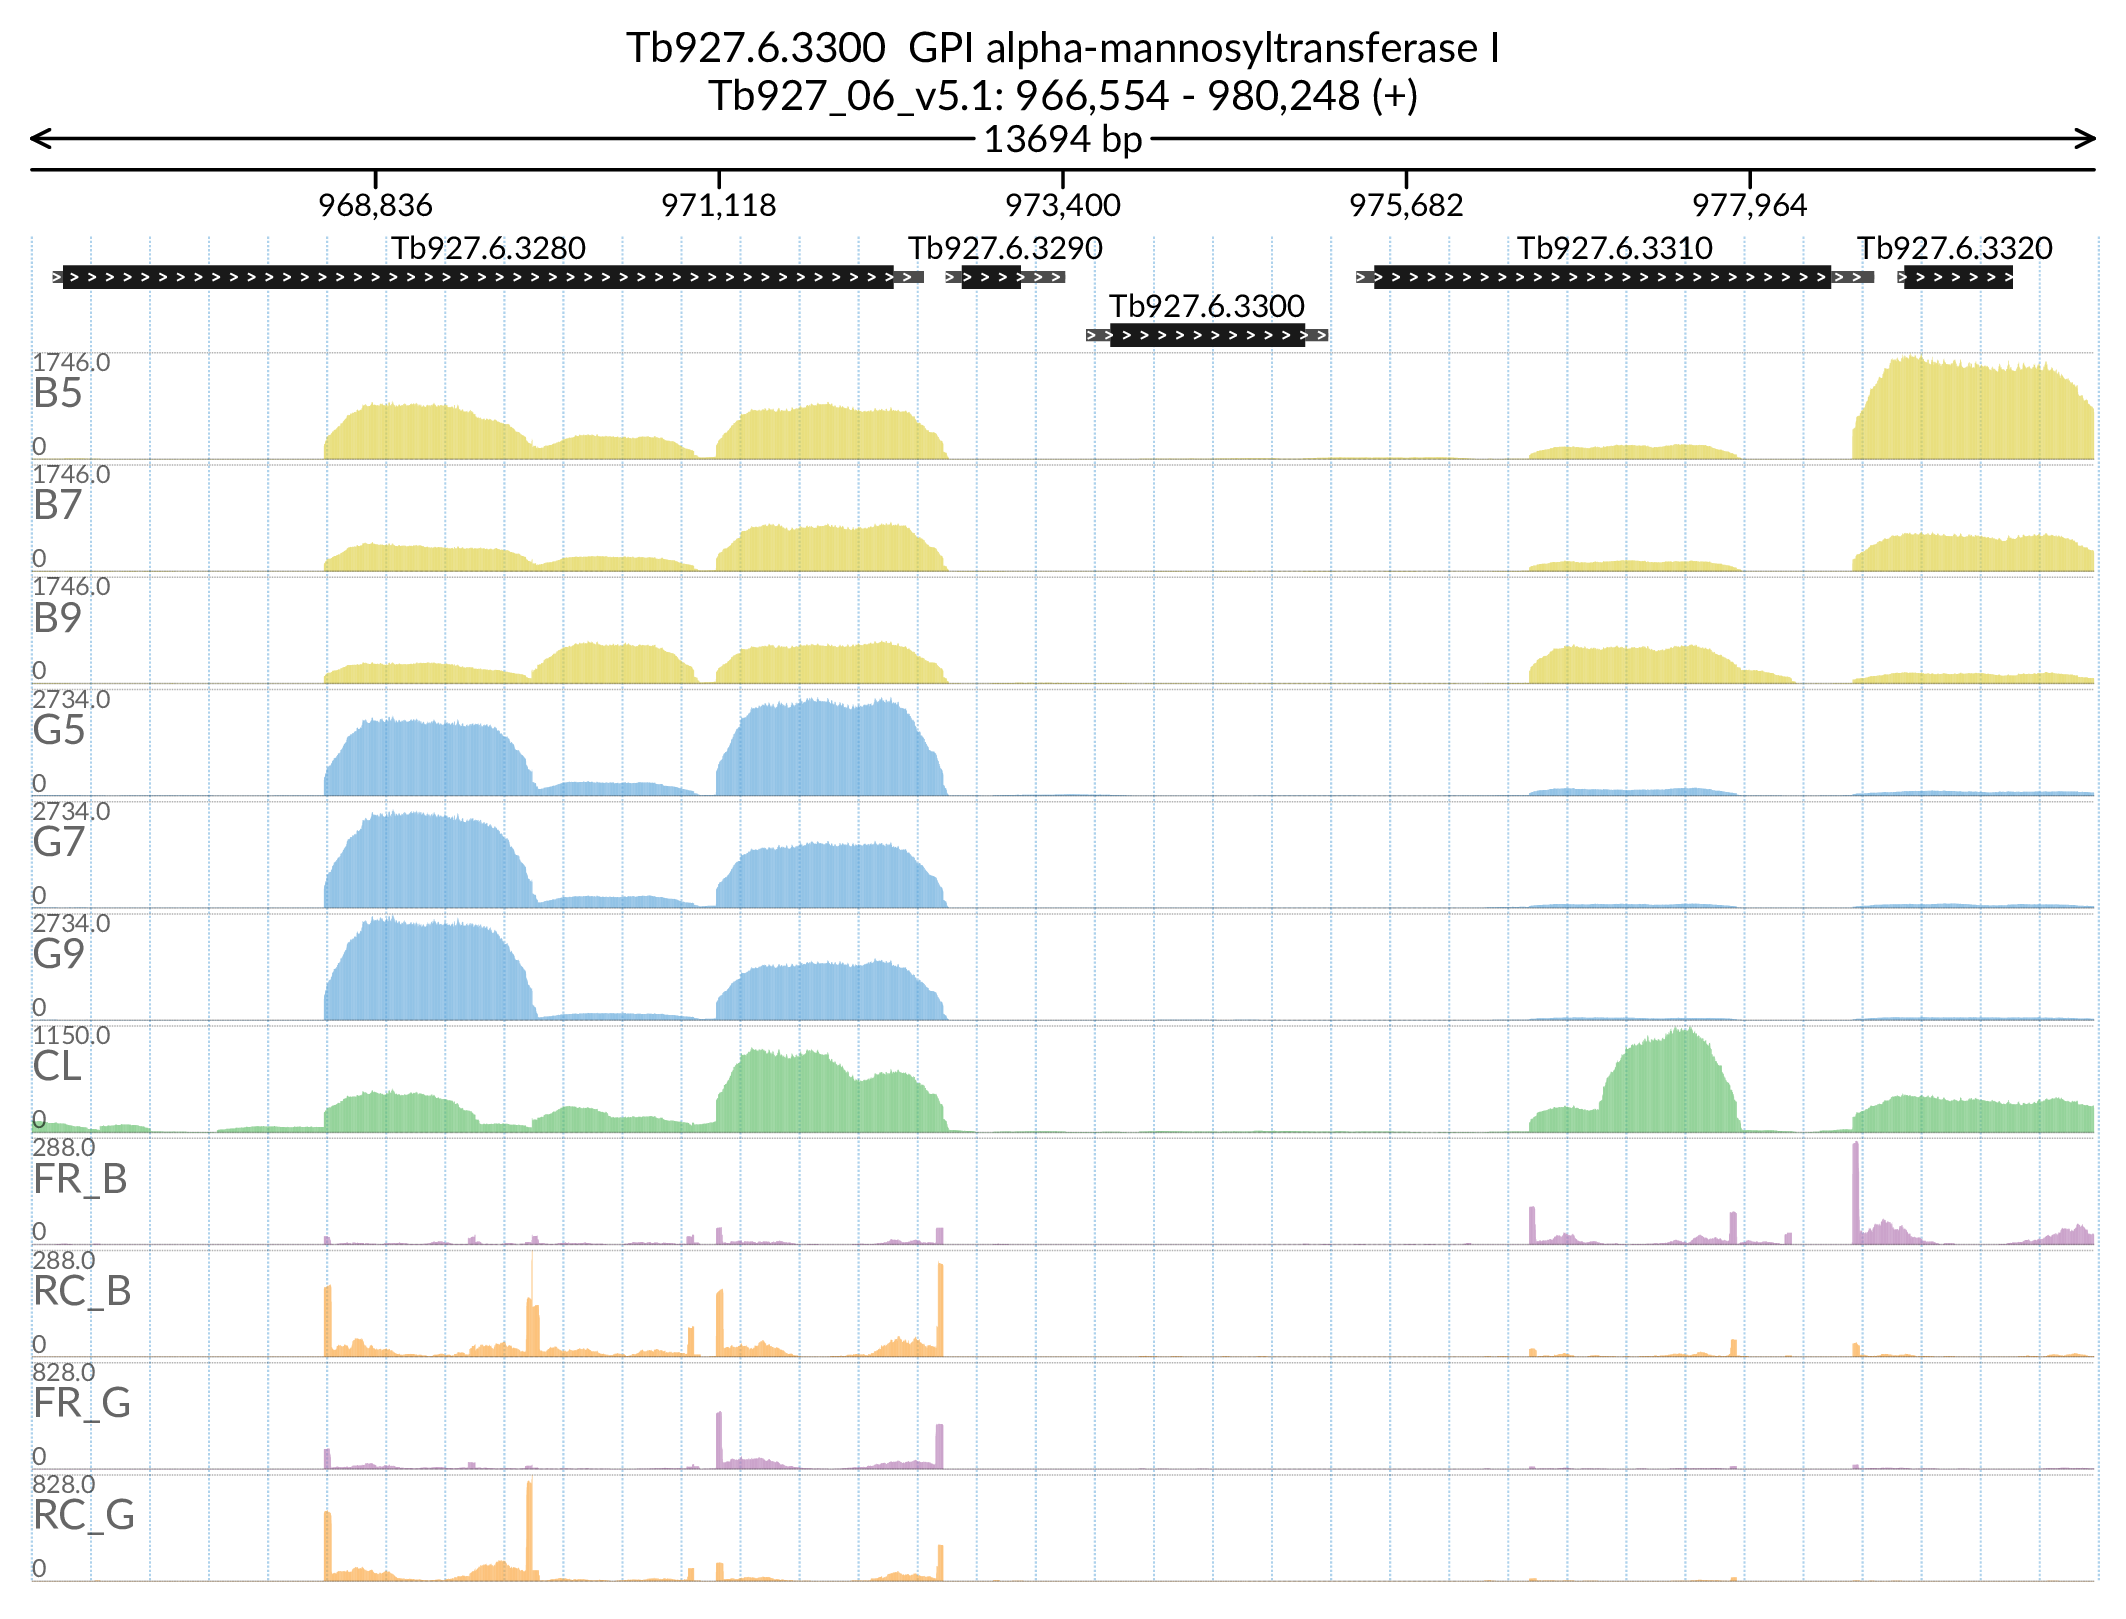 Tb927.6.3300 GPI alpha-mannosyltransferase I
Tb927_06_v5.1: 966,554 - 980,248 (+)
13694 bp
968,836 971,118 973,400 975,682 977,964
Tb927.6.3280 Tb927.6.3290 Tb927.6.3310 Tb927.6.3320
Tb927.6.3300
1746.0
B5
0
1746.0
B7
0
1746.0
B9
0
2734.0
G5
0
2734.0
G7
0
2734.0
G9
0
1150.0
CL
0
288.0
FR_B
0
288.0
RC_B
0
828.0
FR_G
0
828.0
RC_G
0